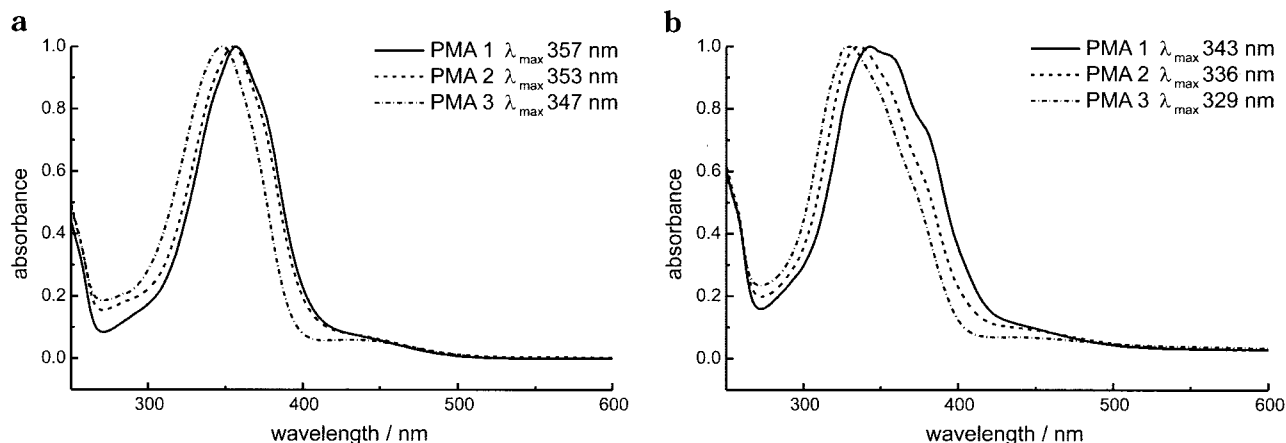 a
PMA 1 λmax 357 nm
PMA 2 λmax 353 nm
PMA 3 λmax 347 nm
1.0
0.8
0.6
0.4
0.2
0.0
absorbance
300
400
500
600
wavelength / nm
b
PMA 1 λmax 343 nm
PMA 2 λmax 336 nm
PMA 3 λmax 329 nm
1.0
0.8
0.6
0.4
0.2
0.0
absorbance
300
400
500
600
wavelength / nm